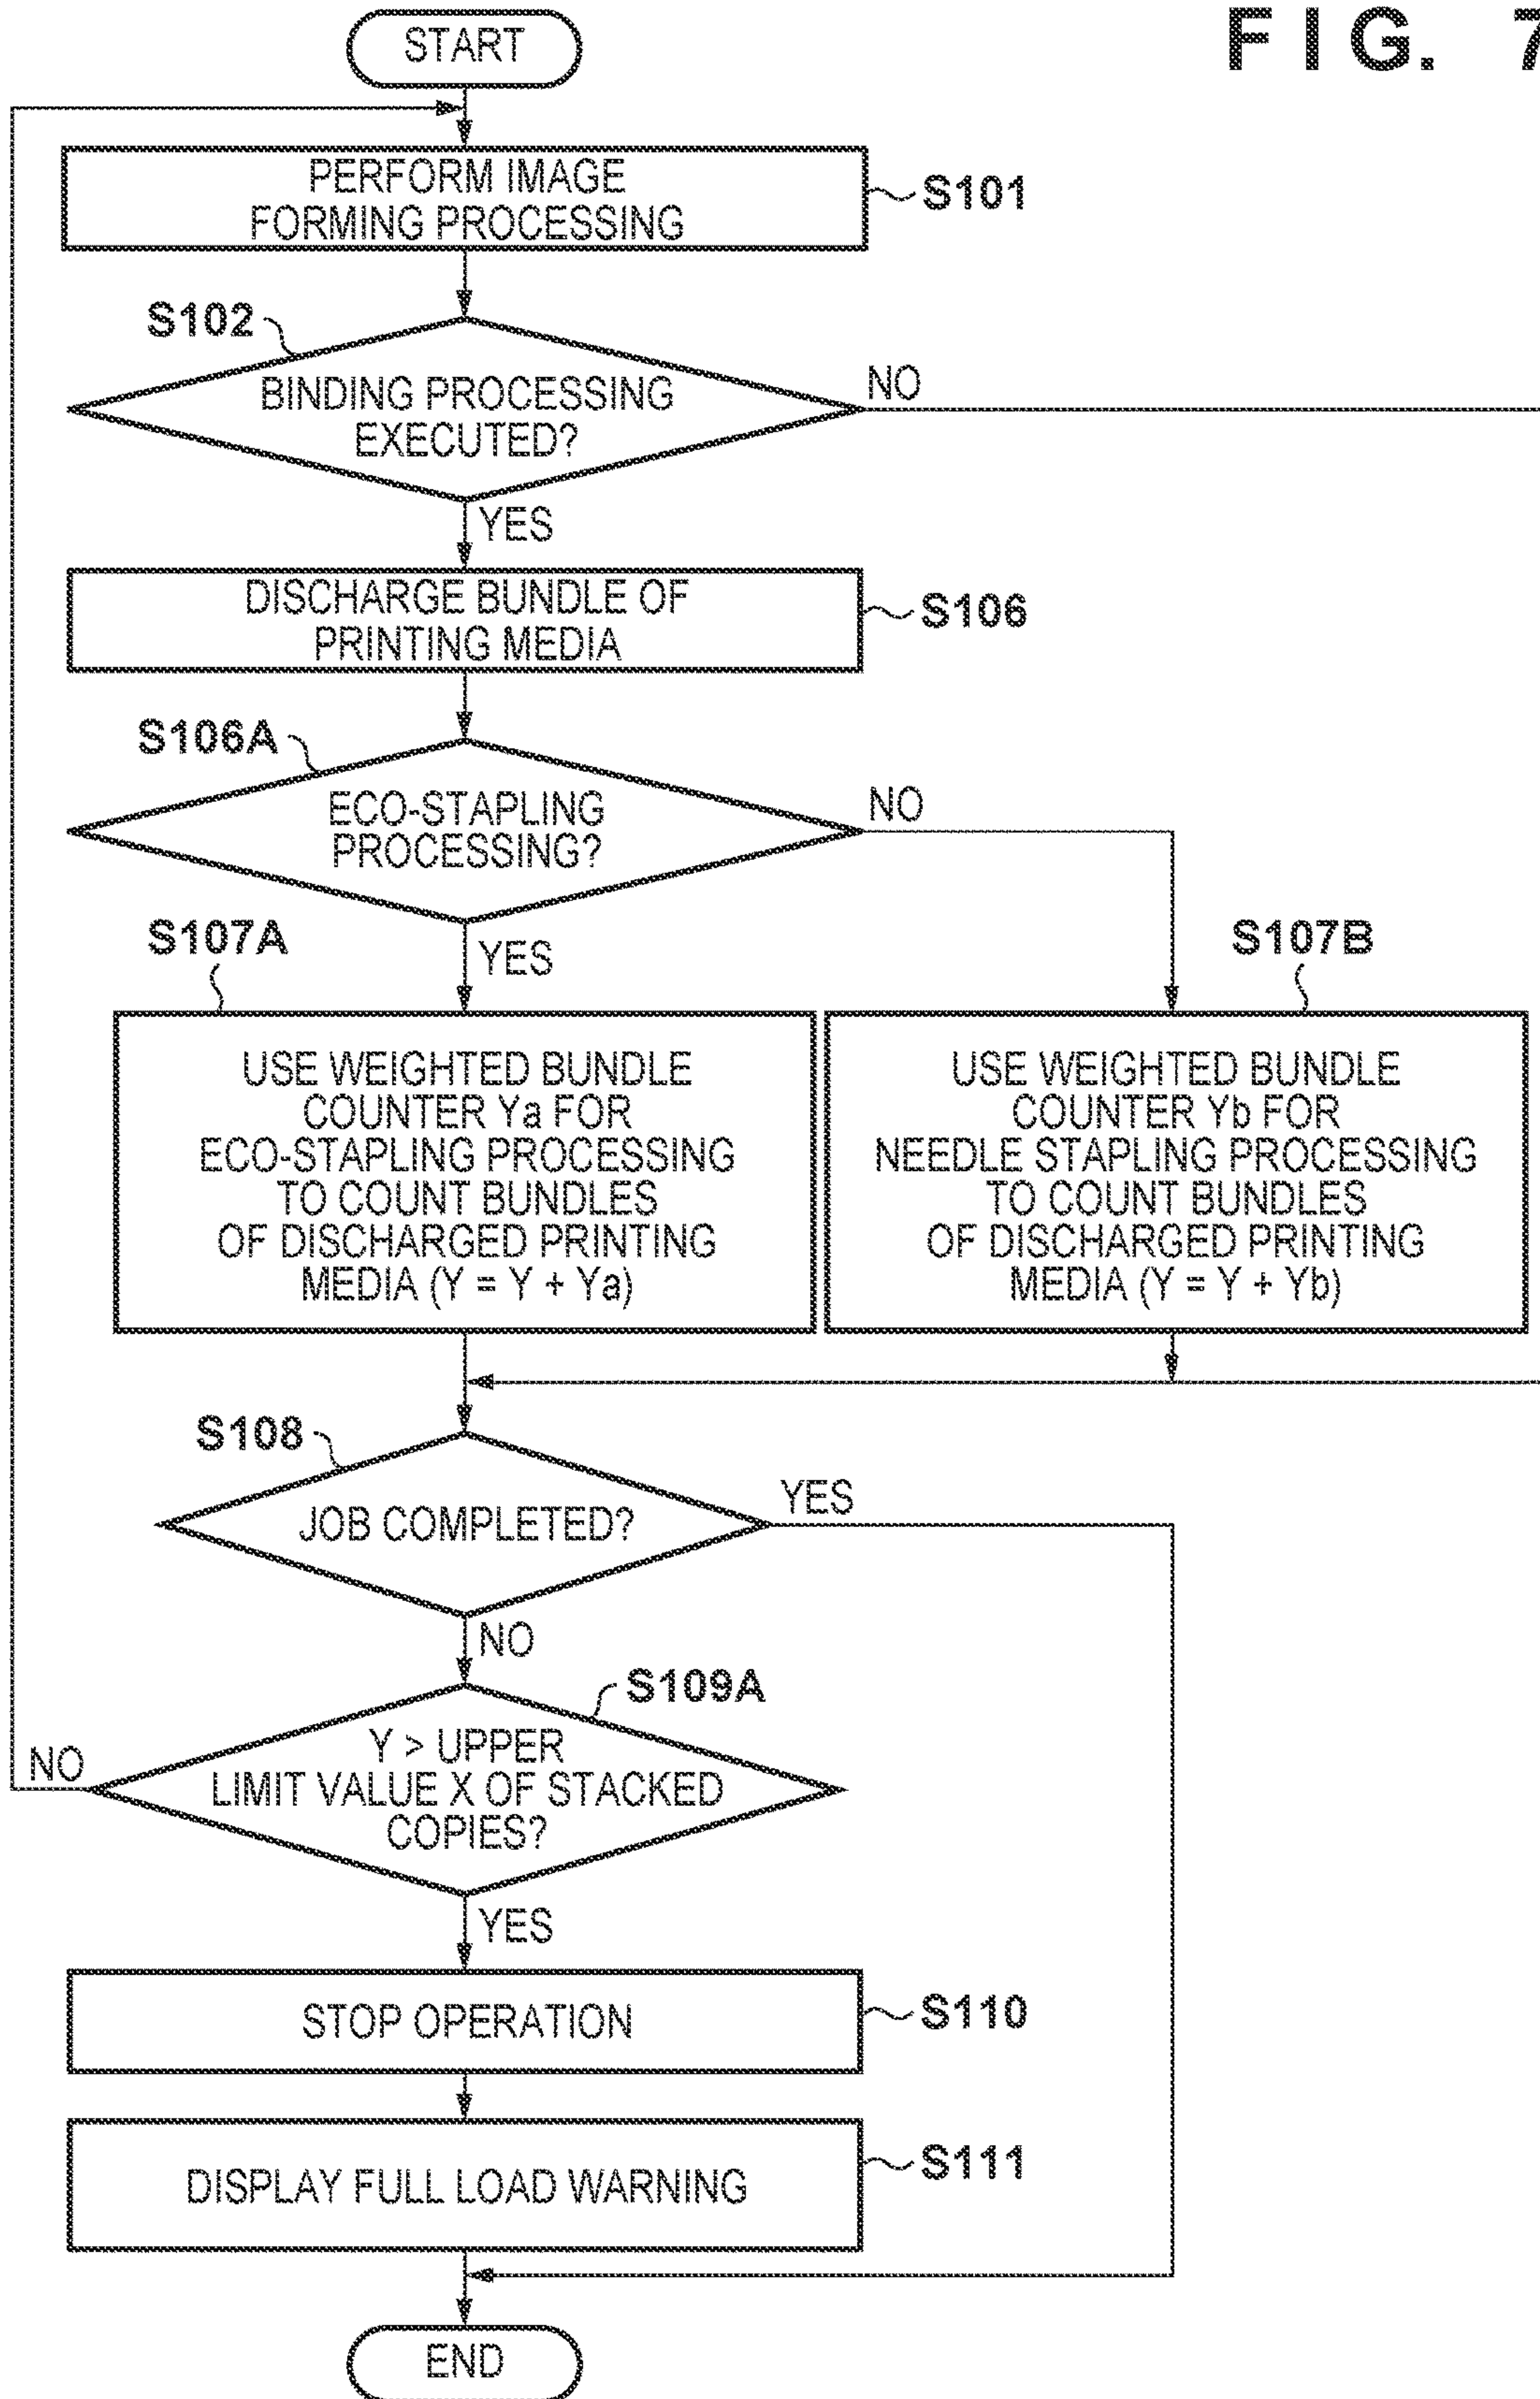 FIG. 7
START
PERFORM IMAGE
FORMING PROCESSING
S101
S102
BINDING PROCESSING
EXECUTED?
NO
YES
DISCHARGE BUNDLE OF
PRINTING MEDIA
S106
S106A
ECO-STAPLING
PROCESSING?
NO
YES
S107A
USE WEIGHTED BUNDLE
COUNTER Ya FOR
ECO-STAPLING PROCESSING
TO COUNT BUNDLES
OF DISCHARGED PRINTING
MEDIA (Y = Y + Ya)
S107B
USE WEIGHTED BUNDLE
COUNTER Yb FOR
NEEDLE STAPLING PROCESSING
TO COUNT BUNDLES
OF DISCHARGED PRINTING
MEDIA (Y = Y + Yb)
S108
JOB COMPLETED?
YES
NO
S109A
Y > UPPER
LIMIT VALUE X OF STACKED
COPIES?
NO
YES
STOP OPERATION
S110
DISPLAY FULL LOAD WARNING
S111
END